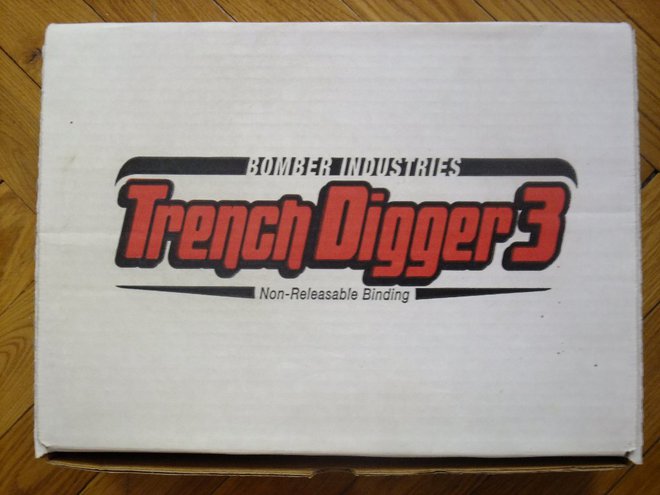 BOMBER INDUSTRIES
Trench Digger 3
Non-Releasable Binding